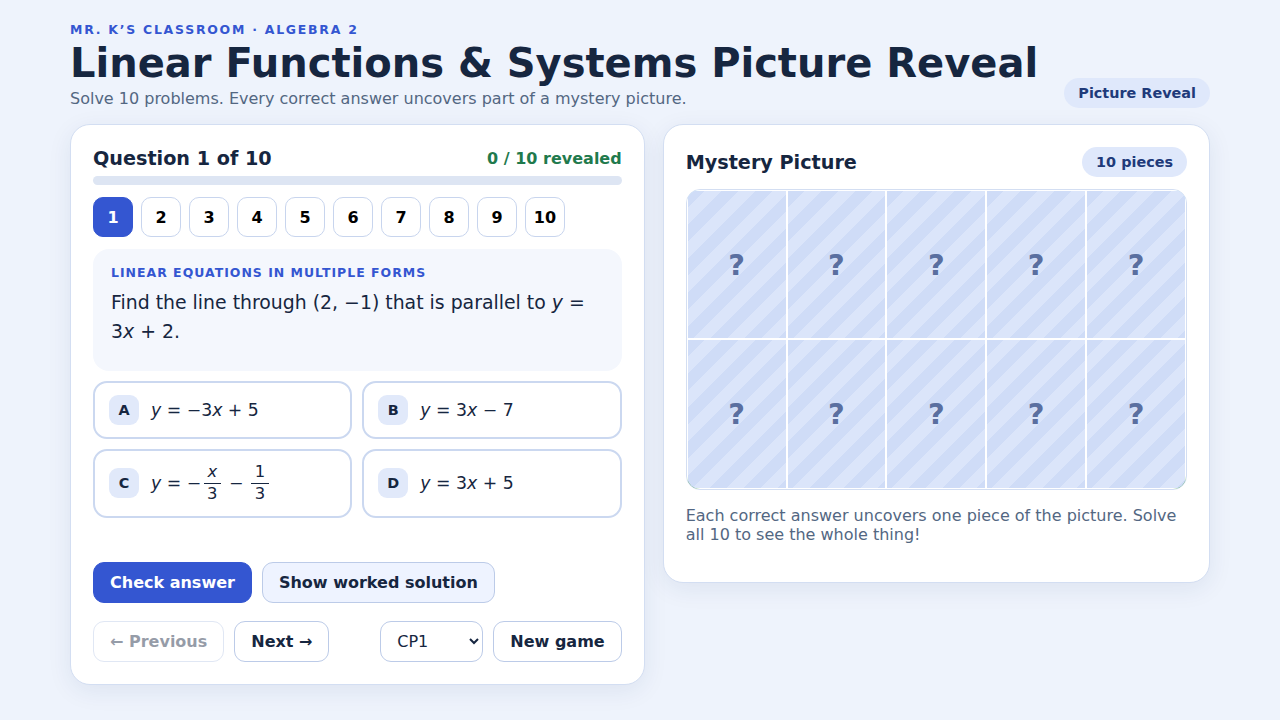 MR. K’S CLASSROOM · ALGEBRA 2
Linear Functions & Systems Picture Reveal
Solve 10 problems. Every correct answer uncovers part of a mystery picture.
Picture Reveal
Question 1 of 10
0 / 10 revealed
1 2 3 4 5 6 7 8 9 10
LINEAR EQUATIONS IN MULTIPLE FORMS
Find the line through (2, −1) that is parallel to y =
3x + 2.
A y = −3x + 5
B y = 3x − 7
C y = −x/3 − 1/3
D y = 3x + 5
Check answer
Show worked solution
← Previous
Next →
CP1
New game
Mystery Picture
10 pieces
? ? ? ? ?
? ? ? ? ?
Each correct answer uncovers one piece of the picture. Solve
all 10 to see the whole thing!